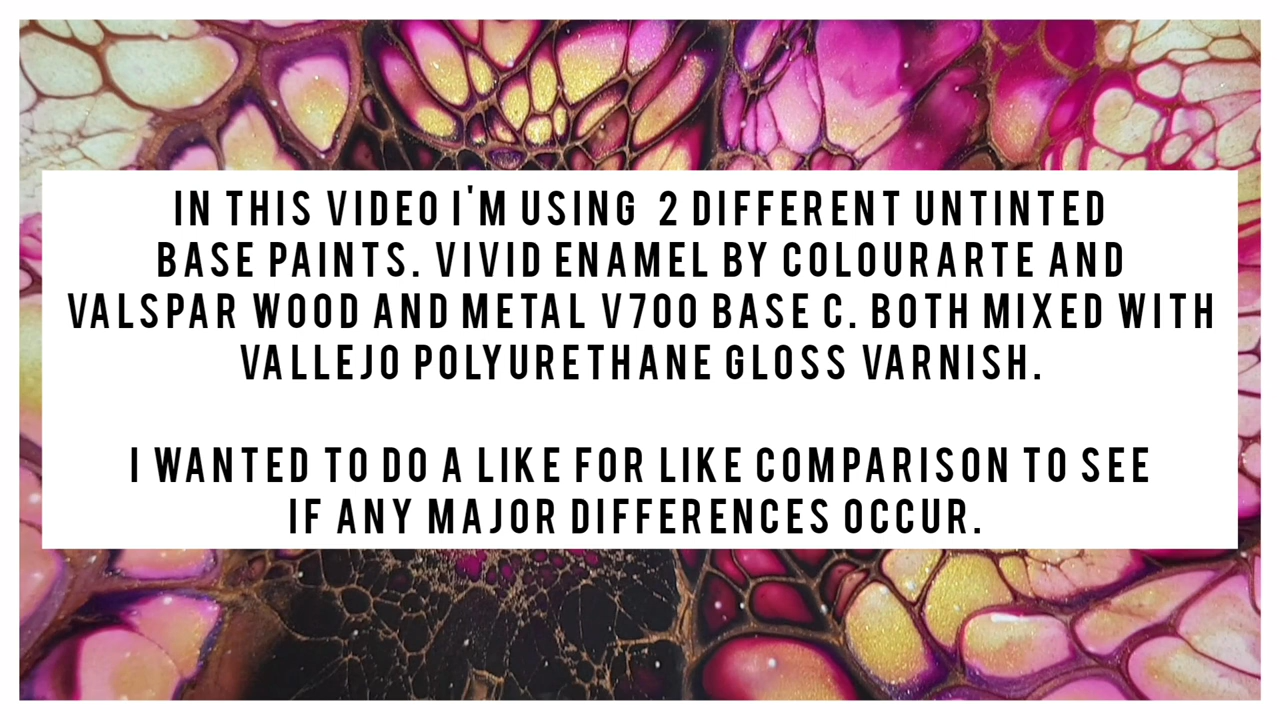 IN THIS VIDEO I'M USING 2 DIFFERENT UNTINTED
BASE PAINTS. VIVID ENAMEL BY COLOURARTE AND
VALSPAR WOOD AND METAL V700 BASE C. BOTH MIXED WITH
VALLEJO POLYURETHANE GLOSS VARNISH.
I WANTED TO DO A LIKE FOR LIKE COMPARISON TO SEE
IF ANY MAJOR DIFFERENCES OCCUR.